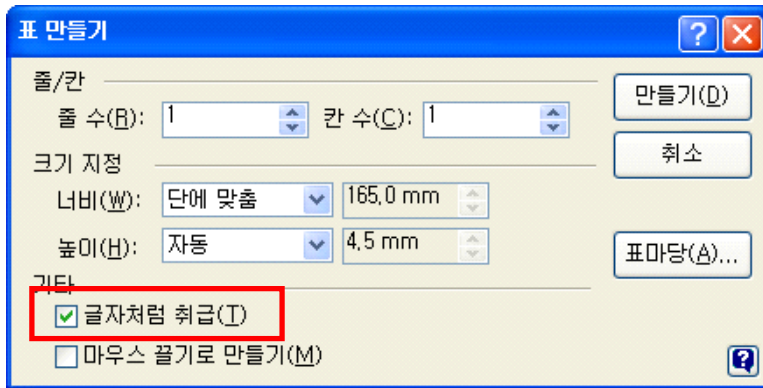 표 만들기
줄/칸
줄 수(R): 1 칸 수(C): 1
만들기(D)
취소
크기 지정
너비(W): 단에 맞춤 165,0 mm
높이(H): 자동 4,5 mm
표마당(A)...
기타
글자처럼 취급(T)
마우스 끌기로 만들기(M)